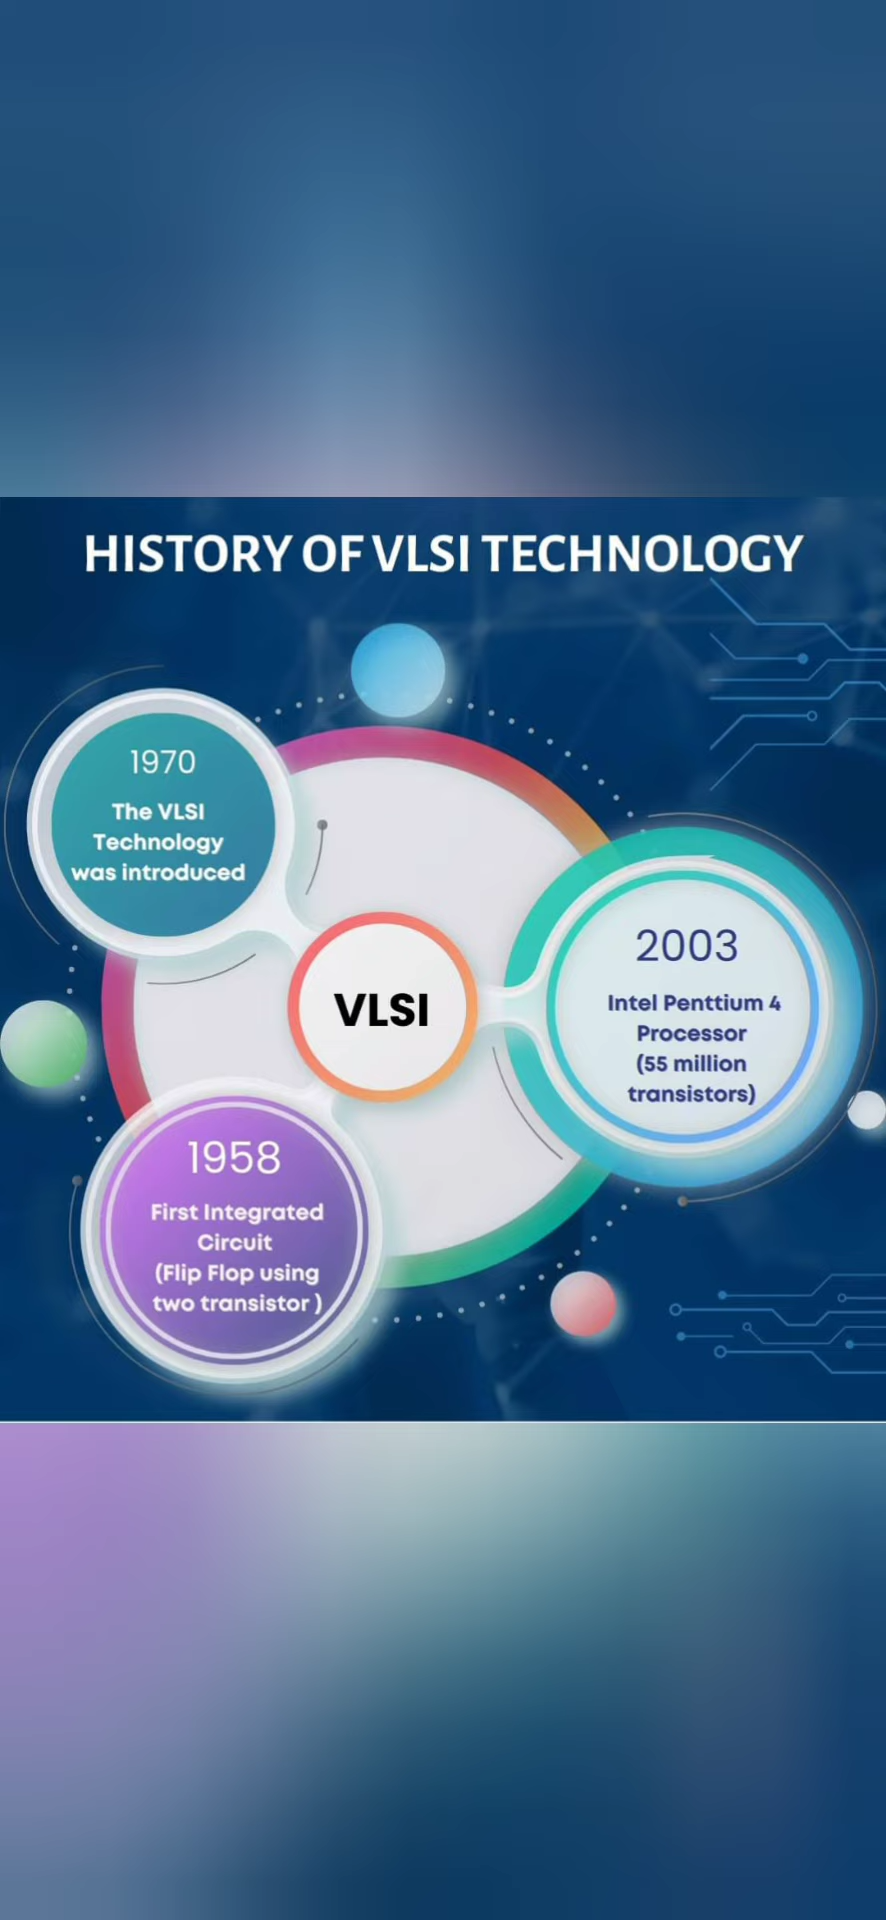 HISTORY OF VLSI TECHNOLOGY
1970
The VLSI
Technology
was introduced
2003
Intel Penttium 4
Processor
(55 million
transistors)
VLSI
1958
First Integrated
Circuit
(Flip Flop using
two transistor )